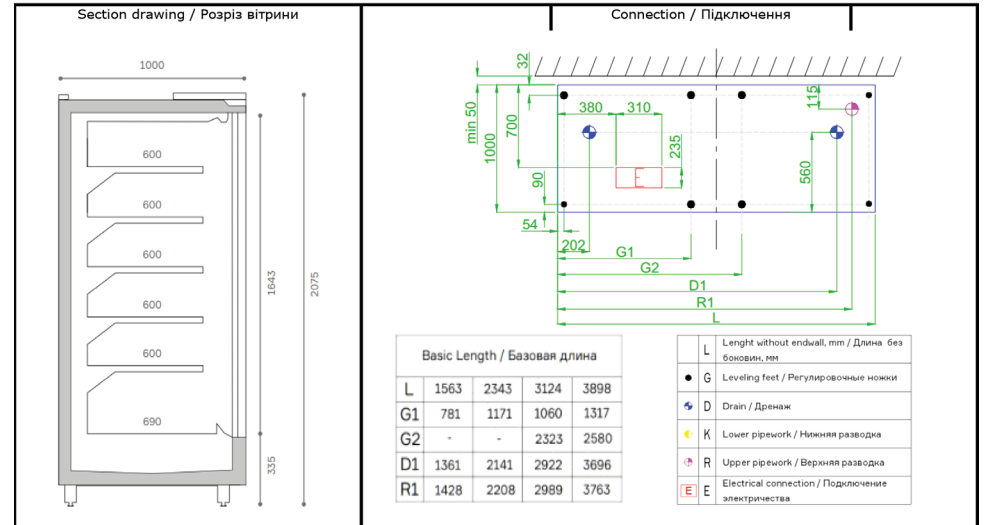 Section drawing / Розріз вітрини
Connection / Підключення
1000
600
600
600
600
600
690
1643
2075
335
32
min 50
1000
700
90
54
202
380
310
235
E
115
560
G1
G2
D1
R1
L
Basic Length / Базовая длина
L 1563 2343 3124 3898
G1 781 1171 1060 1317
G2 - - 2323 2580
D1 1361 2141 2922 3696
R1 1428 2208 2989 3763
L Lenght without endwall, mm / Длина без
боковин, мм
G Leveling feet / Регулировочные ножки
D Drain / Дренаж
K Lower pipework / Нижняя разводка
R Upper pipework / Верхняя разводка
E E Electrical connection / Подключение
электричества